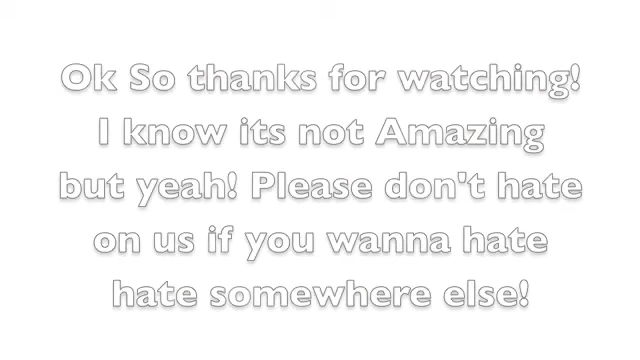 Ok So thanks for watching!
I know its not Amazing
but yeah! Please don't hate
on us if you wanna hate
hate somewhere else!